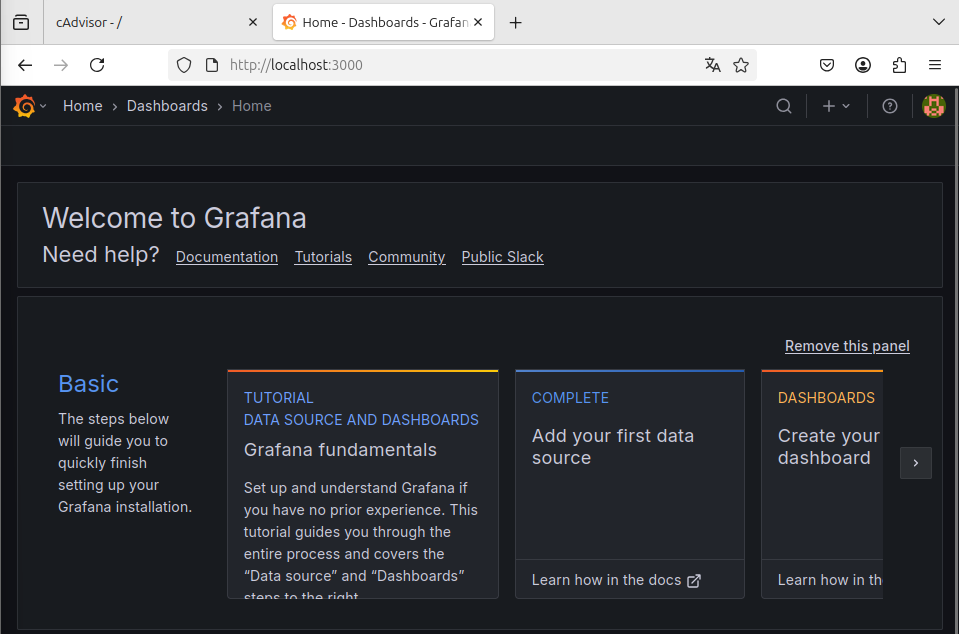 cAdvisor - /
Home - Dashboards - Grafan
http://localhost:3000
Home › Dashboards › Home
Welcome to Grafana
Need help? Documentation Tutorials Community Public Slack
Remove this panel
Basic
The steps below
will guide you to
quickly finish
setting up your
Grafana installation.
TUTORIAL
DATA SOURCE AND DASHBOARDS
Grafana fundamentals
Set up and understand Grafana if
you have no prior experience. This
tutorial guides you through the
entire process and covers the
“Data source” and “Dashboards”
steps to the right.
COMPLETE
Add your first data
source
Learn how in the docs
DASHBOARDS
Create your
dashboard
Learn how in th